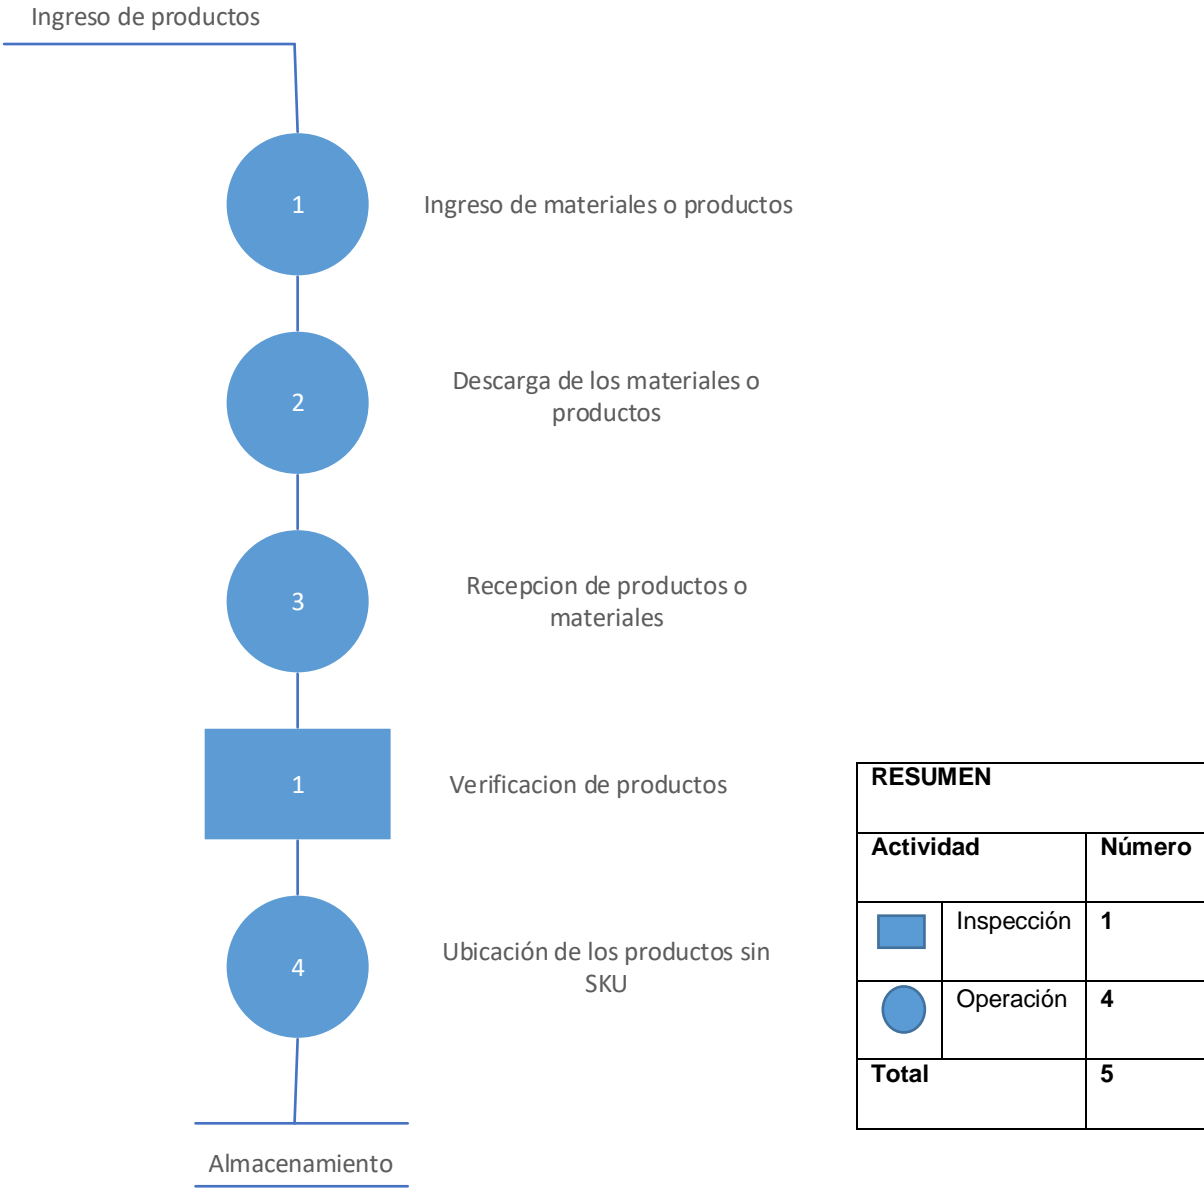 Ingreso de productos
1
Ingreso de materiales o productos
2
Descarga de los materiales o
productos
3
Recepcion de productos o
materiales
1
Verificacion de productos
4
Ubicación de los productos sin
SKU
Almacenamiento
RESUMEN
Actividad Número
Inspección 1
Operación 4
Total 5